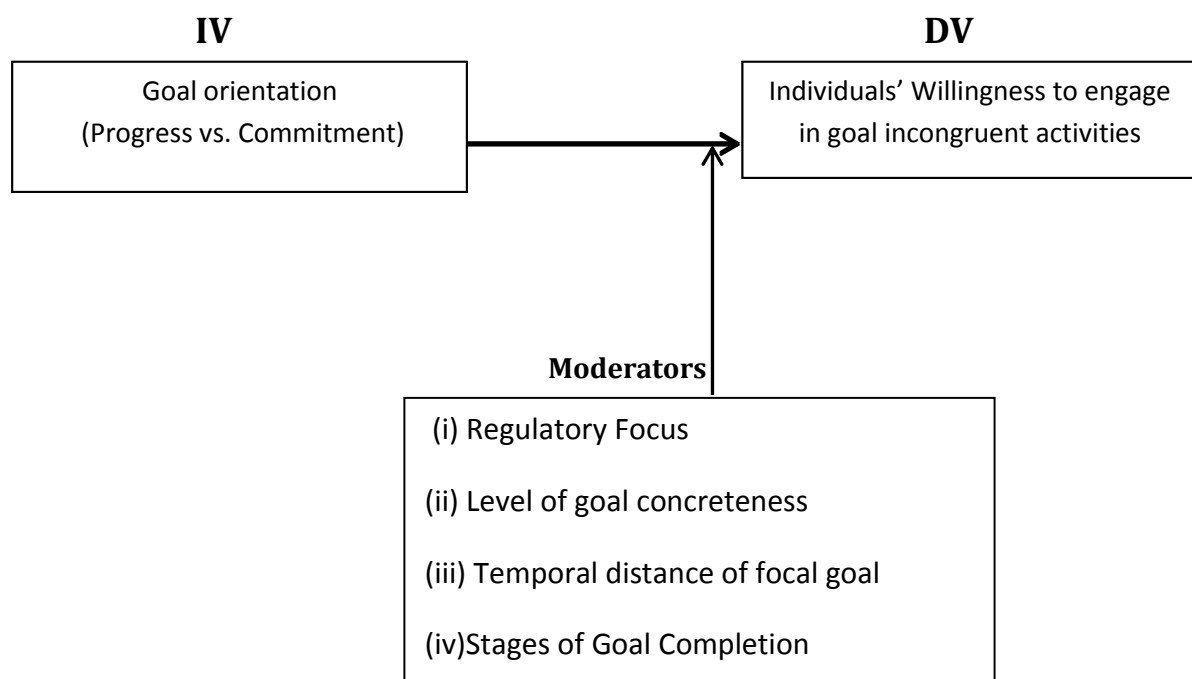 IV
DV
Goal orientation
(Progress vs. Commitment)
Individuals’ Willingness to engage
in goal incongruent activities
Moderators
(i) Regulatory Focus
(ii) Level of goal concreteness
(iii) Temporal distance of focal goal
(iv)Stages of Goal Completion